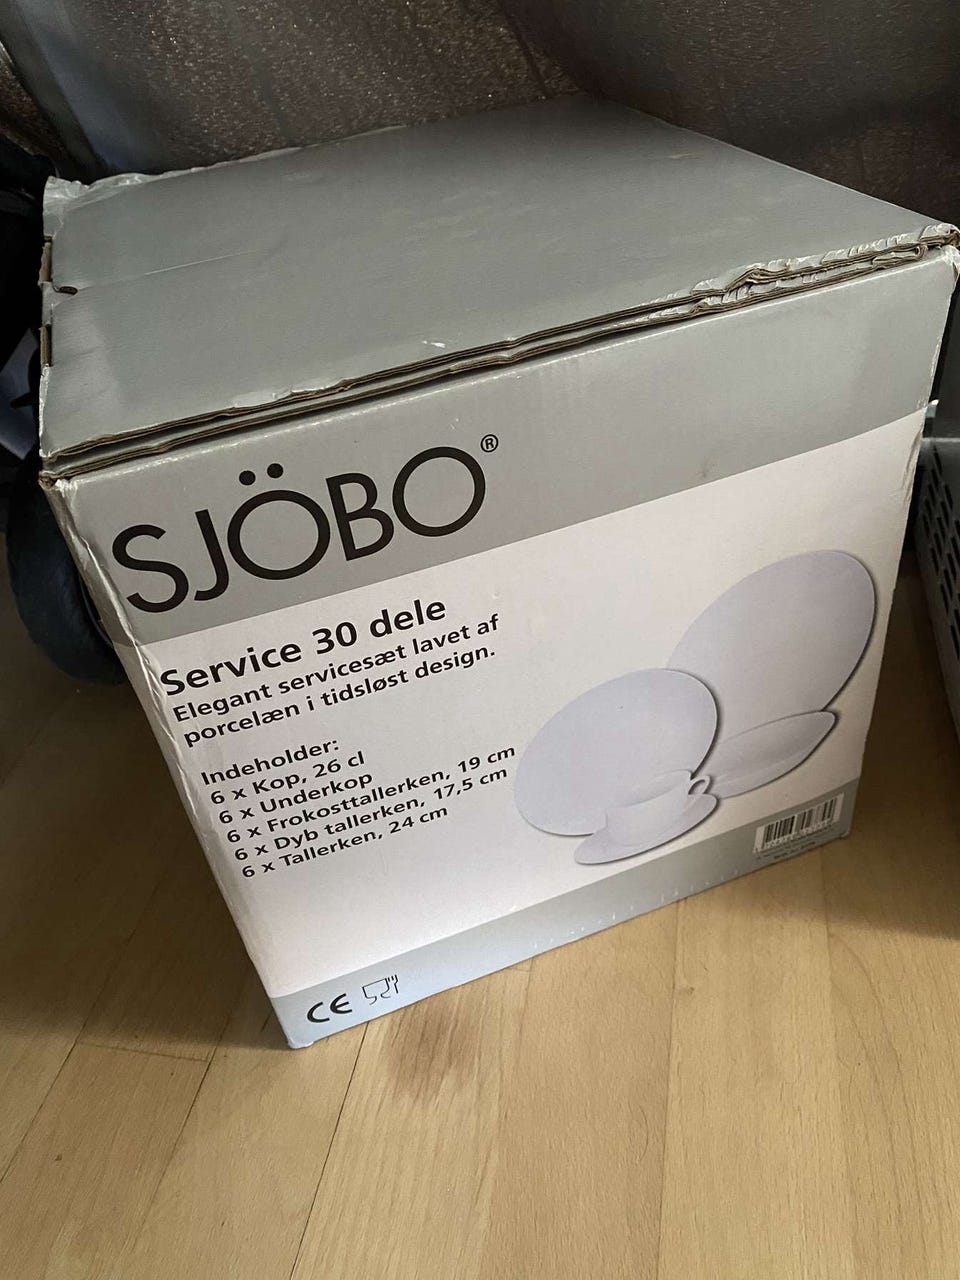 SJÖBO®
Service 30 dele
Elegant servicesæt lavet af
porcelæn i tidsløst design.
Indeholder:
6 x Kop, 26 cl
6 x Underkop
6 x Frokosttallerken, 19 cm
6 x Dyb tallerken, 17,5 cm
6 x Tallerken, 24 cm
CE